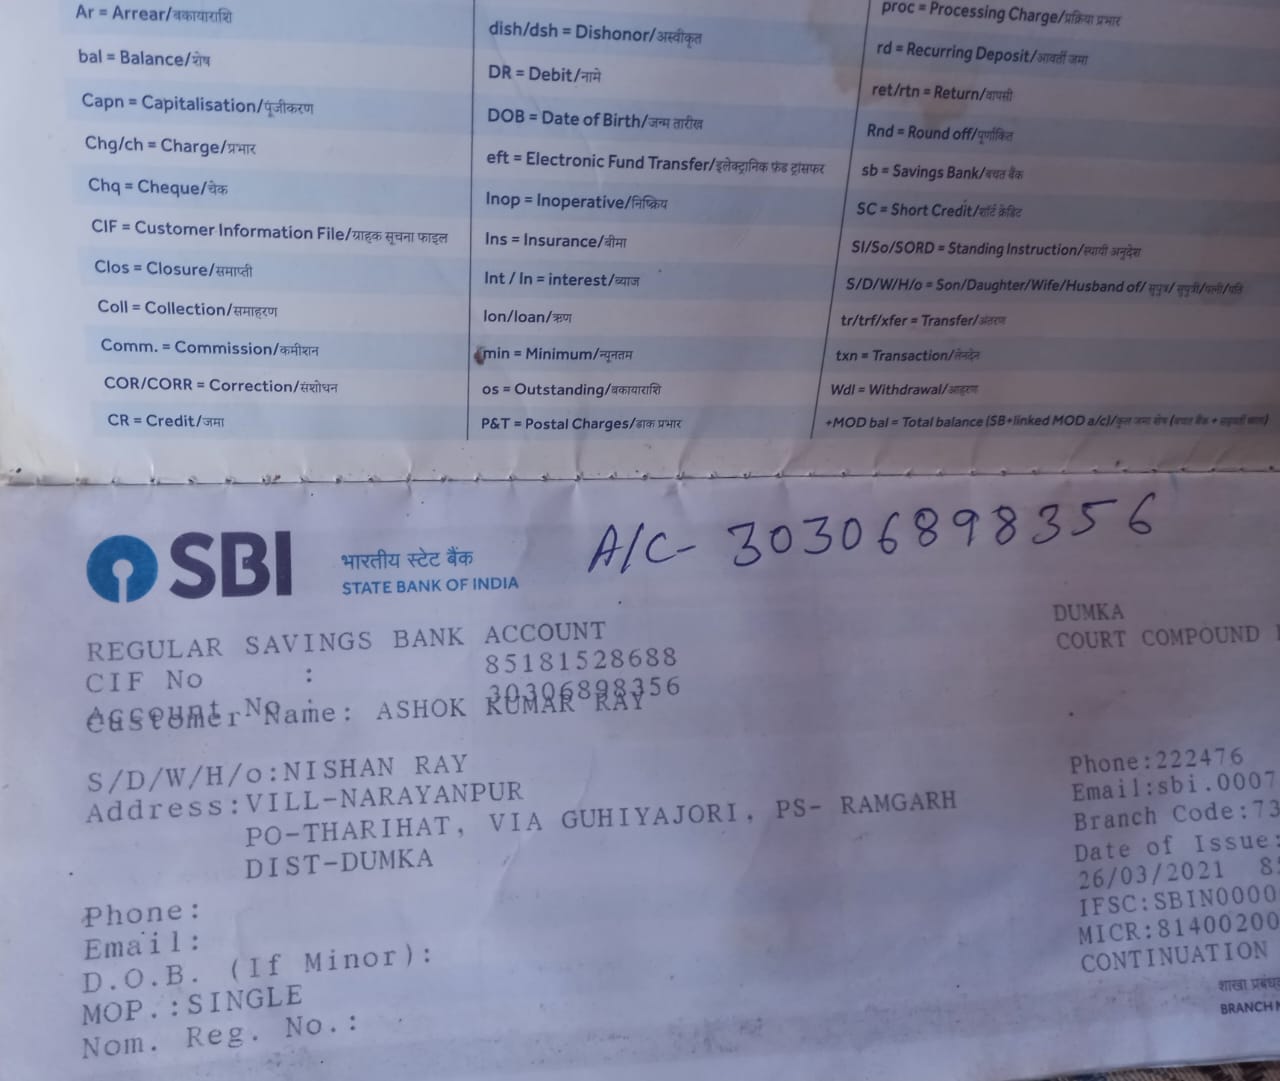 Ar = Arrear/बकायाराशि
bal = Balance/शेष
Capn = Capitalisation/पूंजीकरण
Chg/ch = Charge/प्रभार
Chq = Cheque/चेक
CIF = Customer Information File/ग्राहक सूचना फाइल
Clos = Closure/समाप्ती
Coll = Collection/समाहरण
Comm. = Commission/कमीशन
COR/CORR = Correction/संशोधन
CR = Credit/जमा
dish/dsh = Dishonor/अस्वीकृत
DR = Debit/नामे
DOB = Date of Birth/जन्म तारीख
eft = Electronic Fund Transfer/इलेक्ट्रानिक फ़ंड ट्रांसफर
Inop = Inoperative/निष्क्रिय
Ins = Insurance/बीमा
Int / In = interest/व्याज
lon/loan/ऋण
min = Minimum/न्यूनतम
os = Outstanding/बकायाराशि
P&T = Postal Charges/डाक प्रभार
proc = Processing Charge/प्रक्रिया प्रभार
rd = Recurring Deposit/आवर्ती जमा
ret/rtn = Return/वापसी
Rnd = Round off/पूर्णांकित
sb = Savings Bank/बचत बैंक
SC = Short Credit/शॉर्ट क्रेडिट
SI/So/SORD = Standing Instruction/स्थायी अनुदेश
S/D/W/H/o = Son/Daughter/Wife/Husband of/ सुपुत्र/ सुपुत्री/पत्नी/पति
tr/trf/xfer = Transfer/अंतरण
txn = Transaction/लेनदेन
Wdl = Withdrawal/आहरण
+MOD bal = Total balance (SB+linked MOD a/c)/कुल जमा शेष
SBI
भारतीय स्टेट बैंक
STATE BANK OF INDIA
A/C- 30306898356
REGULAR SAVINGS BANK ACCOUNT
CIF No : 85181528688
Account No : 30306898356
Customer Name: ASHOK KUMAR RAY
S/D/W/H/o:NISHAN RAY
Address:VILL-NARAYANPUR
PO-THARIHAT, VIA GUHIYAJORI, PS- RAMGARH
DIST-DUMKA
Phone:
Email:
D.O.B. (If Minor):
MOP.:SINGLE
Nom. Reg. No.:
DUMKA
COURT COMPOUND
Phone:222476
Email:sbi.0007
Branch Code:73
Date of Issue:
26/03/2021
IFSC:SBIN0000
MICR:81400200
CONTINUATION
शाखा प्रबंधक
BRANCH